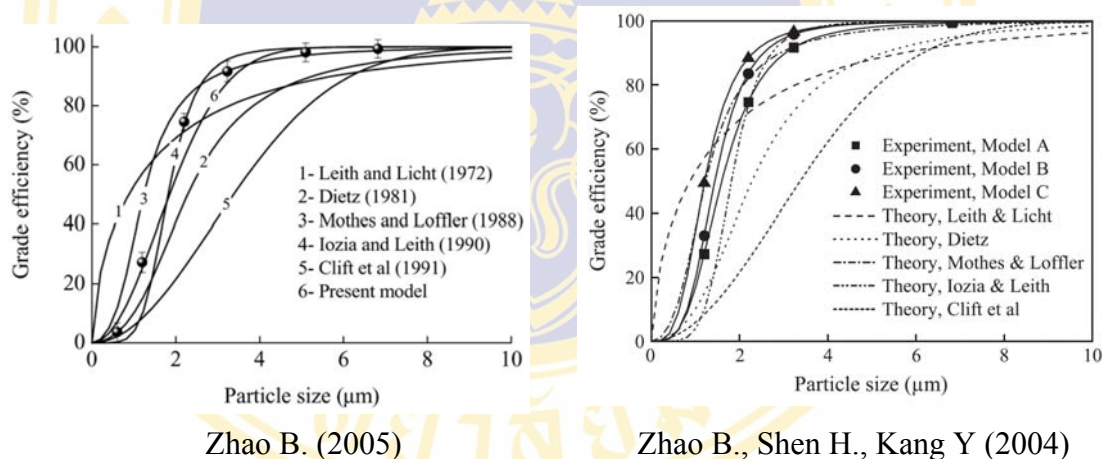 100
80
60
40
20
0
Grade efficiency (%)
1
2
3
4
5
6
1- Leith and Licht (1972)
2- Dietz (1981)
3- Mothes and Loffler (1988)
4- Iozia and Leith (1990)
5- Clift et al (1991)
6- Present model
0 2 4 6 8 10
Particle size (μm)
Zhao B. (2005)
100
80
60
40
20
0
Grade efficiency (%)
Experiment, Model A
Experiment, Model B
Experiment, Model C
Theory, Leith & Licht
Theory, Dietz
Theory, Mothes & Loffler
Theory, Iozia & Leith
Theory, Clift et al
0 2 4 6 8 10
Particle size (μm)
Zhao B., Shen H., Kang Y (2004)